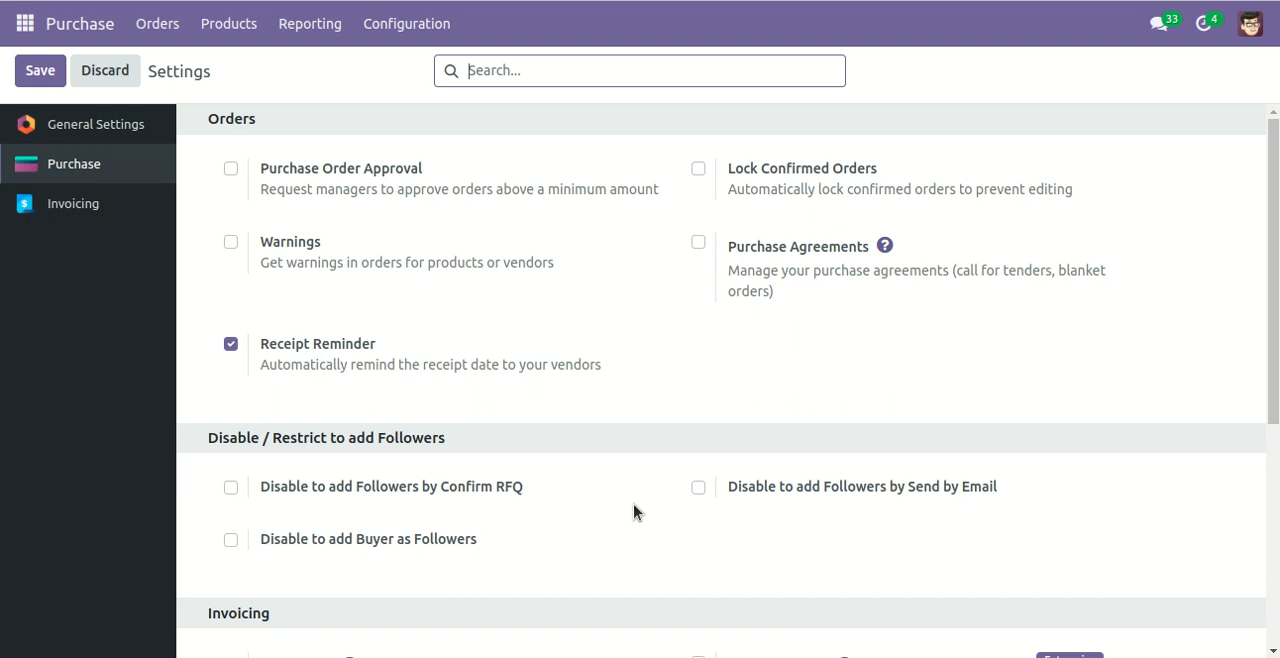 Purchase Orders Products Reporting Configuration 33 4
Save Discard Settings Search...
General Settings
Purchase
Invoicing
Orders
Purchase Order Approval
Request managers to approve orders above a minimum amount
Lock Confirmed Orders
Automatically lock confirmed orders to prevent editing
Warnings
Get warnings in orders for products or vendors
Purchase Agreements ?
Manage your purchase agreements (call for tenders, blanket
orders)
Receipt Reminder
Automatically remind the receipt date to your vendors
Disable / Restrict to add Followers
Disable to add Followers by Confirm RFQ
Disable to add Followers by Send by Email
Disable to add Buyer as Followers
Invoicing